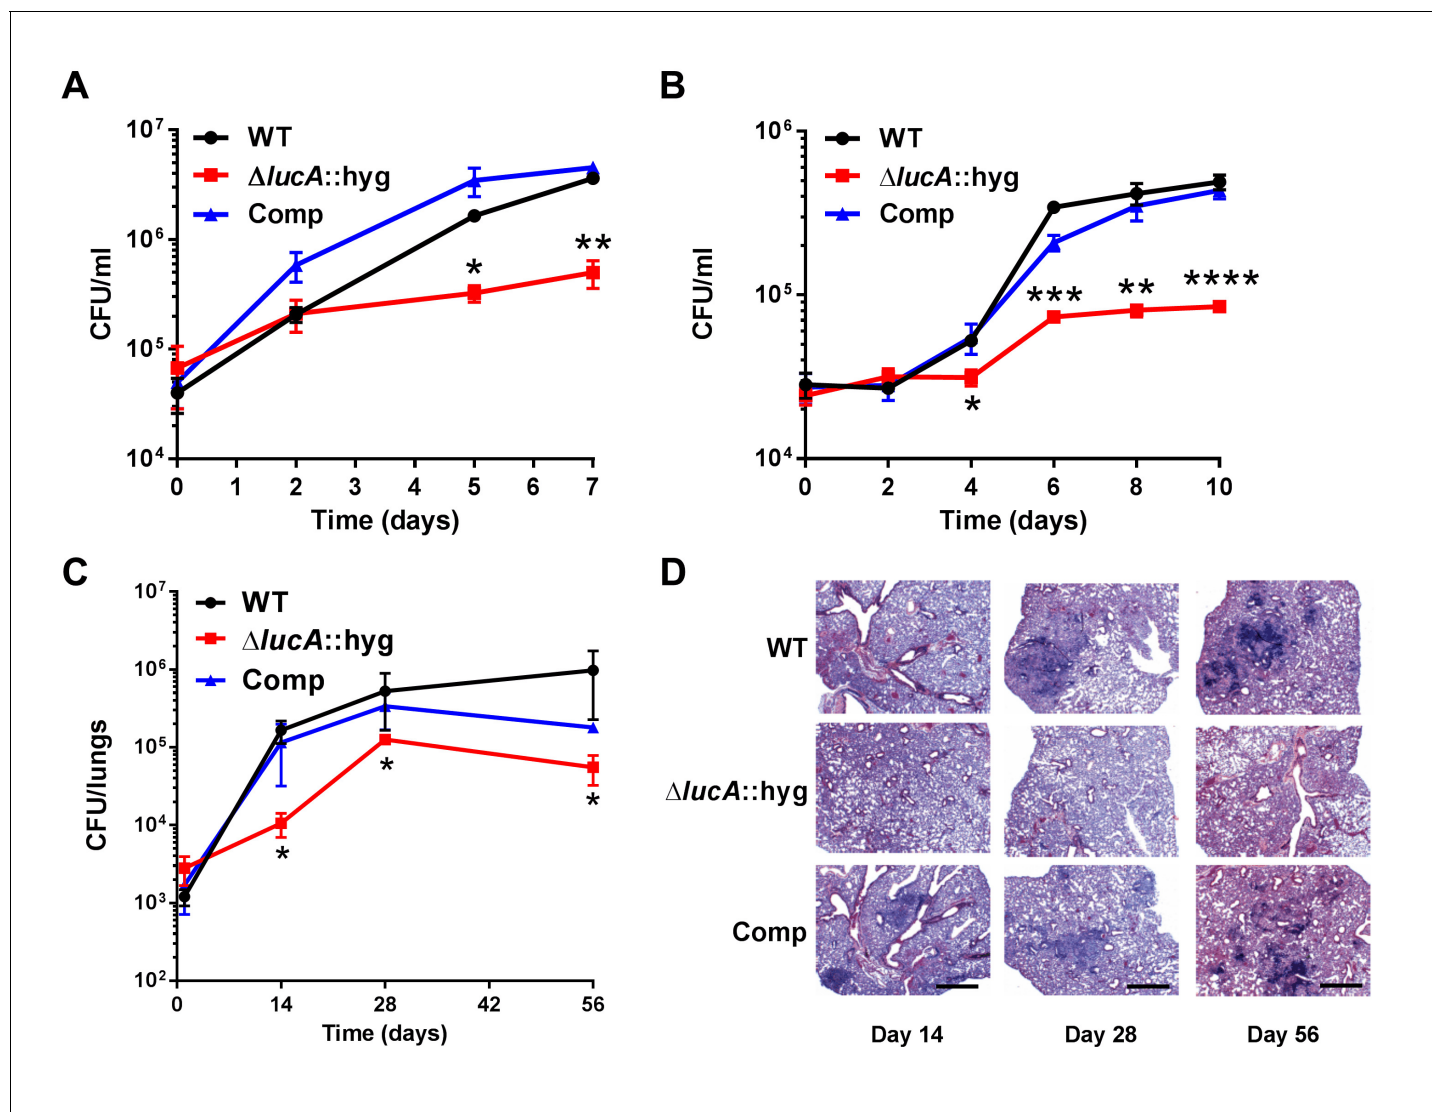 A
10⁷
10⁶
10⁵
10⁴
CFU/ml
WT
ΔlucA::hyg
Comp
*
**
0 1 2 3 4 5 6 7
Time (days)
B
10⁶
10⁵
10⁴
CFU/ml
WT
ΔlucA::hyg
Comp
*
***
**
****
0 2 4 6 8 10
Time (days)
C
10⁷
10⁶
10⁵
10⁴
10³
10²
CFU/lungs
WT
ΔlucA::hyg
Comp
*
*
*
0 14 28 42 56
Time (days)
D
WT
ΔlucA::hyg
Comp
Day 14 Day 28 Day 56